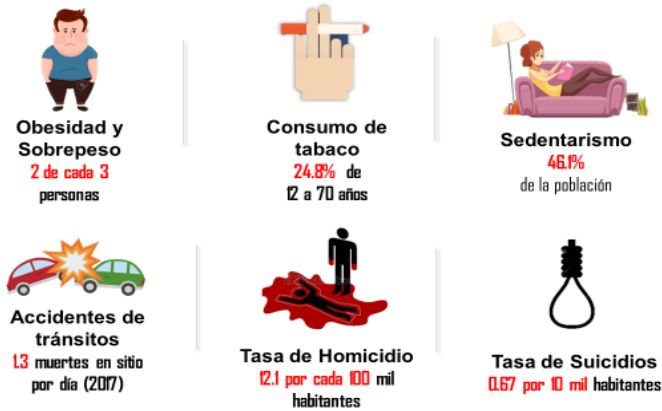 Obesidad y
Sobrepeso
2 de cada 3
personas
Consumo de
tabaco
24.8% de
12 a 70 años
Sedentarismo
46.1%
de la población
Accidentes de
tránsitos
1.3 muertes en sitio
por día (2017)
Tasa de Homicidio
12.1 por cada 100 mil
habitantes
Tasa de Suicidios
0.67 por 10 mil habitantes